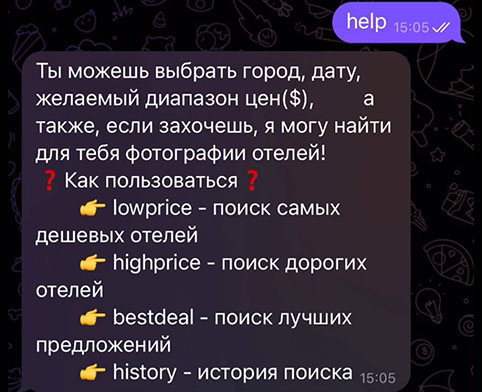 help 15:05
Ты можешь выбрать город, дату,
желаемый диапазон цен($), а
также, если захочешь, я могу найти
для тебя фотографии отелей!
❓ Как пользоваться ❓
👉 lowprice - поиск самых
дешевых отелей
👉 highprice - поиск дорогих
отелей
👉 bestdeal - поиск лучших
предложений
👉 history - история поиска 15:05